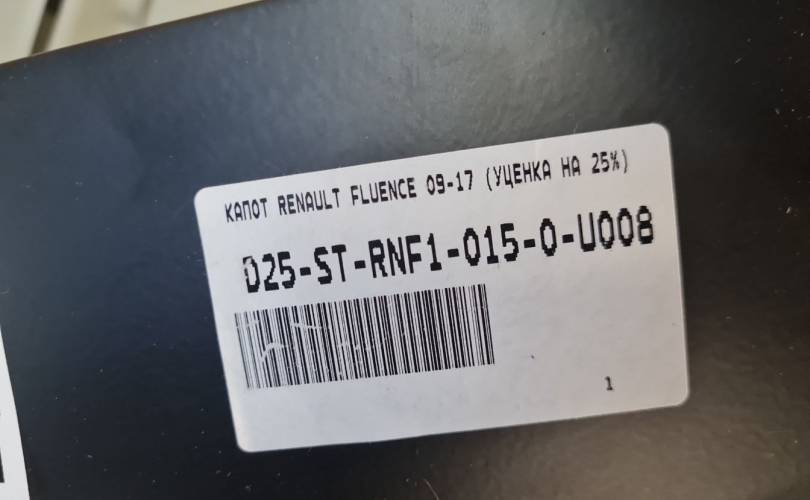 КАПОТ RENAULT FLUENCE 09-17 (УЦЕНКА НА 25%)
D25-ST-RNF1-015-0-U008
1